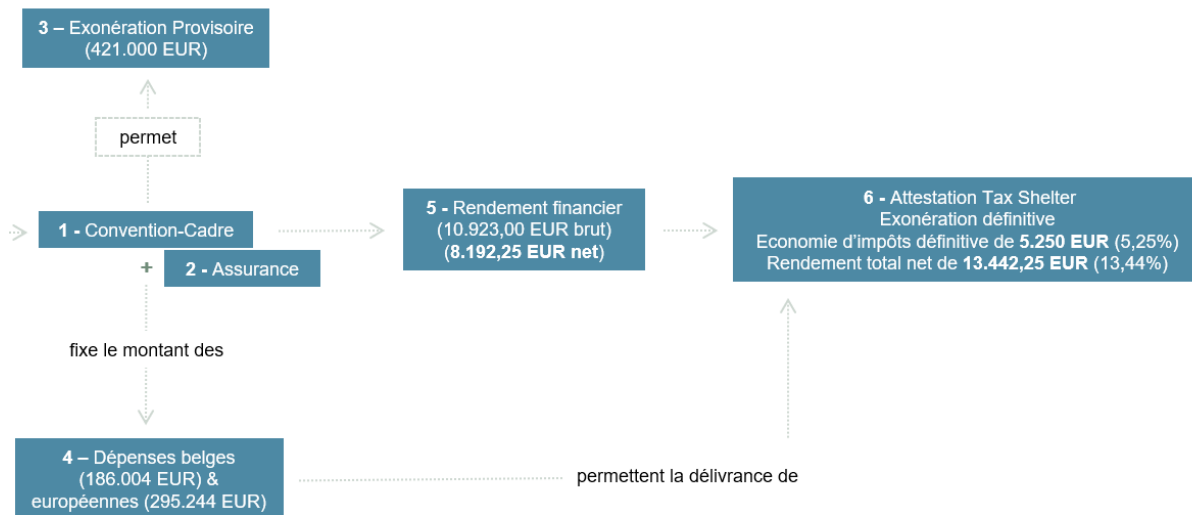 3 – Exonération Provisoire
(421.000 EUR)
permet
1 - Convention-Cadre
+
2 - Assurance
5 - Rendement financier
(10.923,00 EUR brut)
(8.192,25 EUR net)
6 - Attestation Tax Shelter
Exonération définitive
Economie d’impôts définitive de 5.250 EUR (5,25%)
Rendement total net de 13.442,25 EUR (13,44%)
fixe le montant des
4 – Dépenses belges
(186.004 EUR) &
européennes (295.244 EUR)
permettent la délivrance de